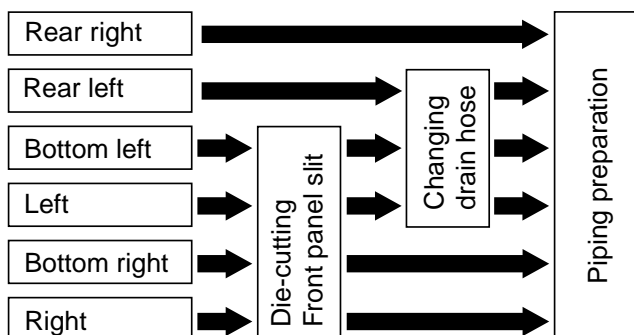 Rear right
Rear left
Bottom left
Left
Bottom right
Right
Die-cutting
Front panel slit
Changing
drain hose
Piping preparation